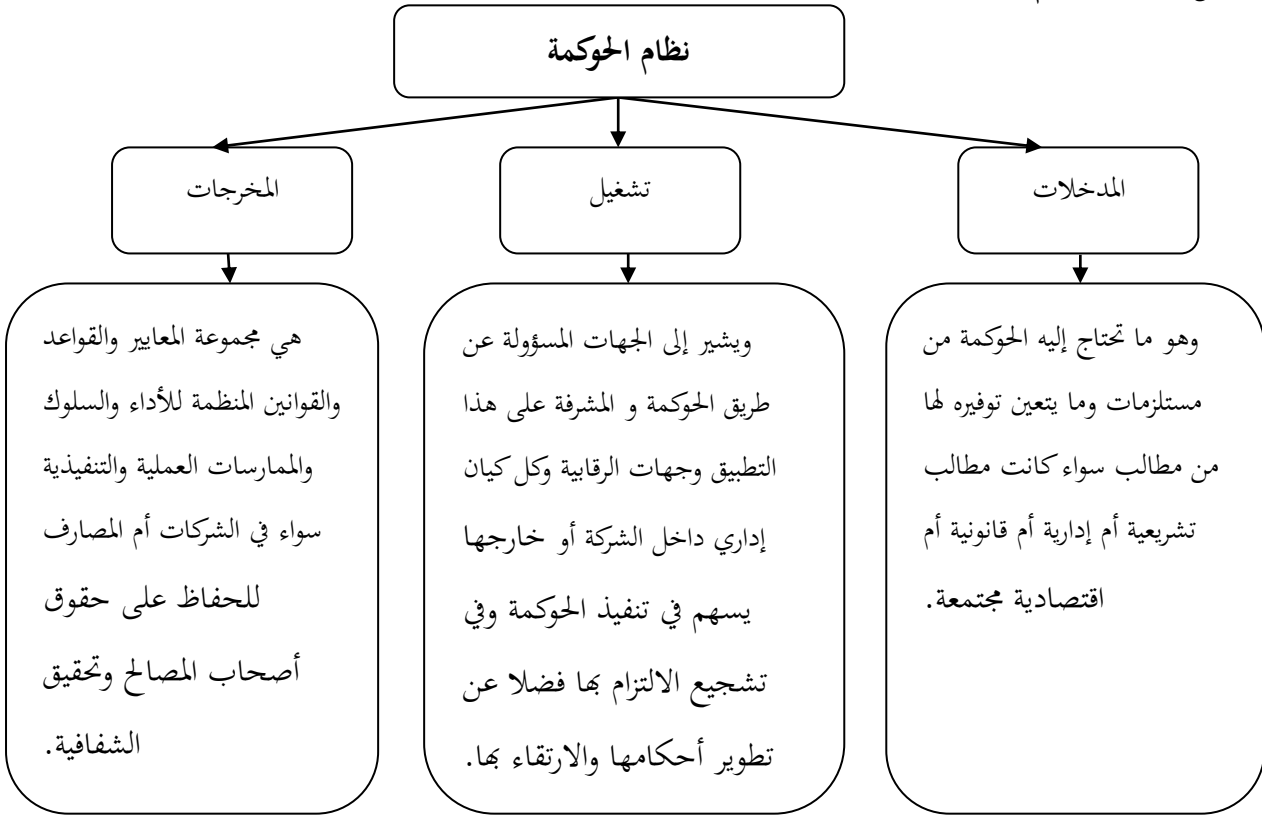 نظام الحوكمة
المدخلات
تشغيل
المخرجات
وهو ما تحتاج إليه الحوكمة من
مستلزمات وما يتعين توفيره لها
من مطالب سواء كانت مطالب
تشريعية أم إدارية أم قانونية أم
اقتصادية مجتمعة.
ويشير إلى الجهات المسؤولة عن
طريق الحوكمة و المشرفة على هذا
التطبيق وجهات الرقابية وكل كيان
إداري داخل الشركة أو خارجها
يسهم في تنفيذ الحوكمة وفي
تشجيع الالتزام بها فضلا عن
تطوير أحكامها والارتقاء بها.
هي مجموعة المعايير والقواعد
والقوانين المنظمة للأداء والسلوك
والممارسات العملية والتنفيذية
سواء في الشركات أم المصارف
للحفاظ على حقوق
أصحاب المصالح وتحقيق
الشفافية.